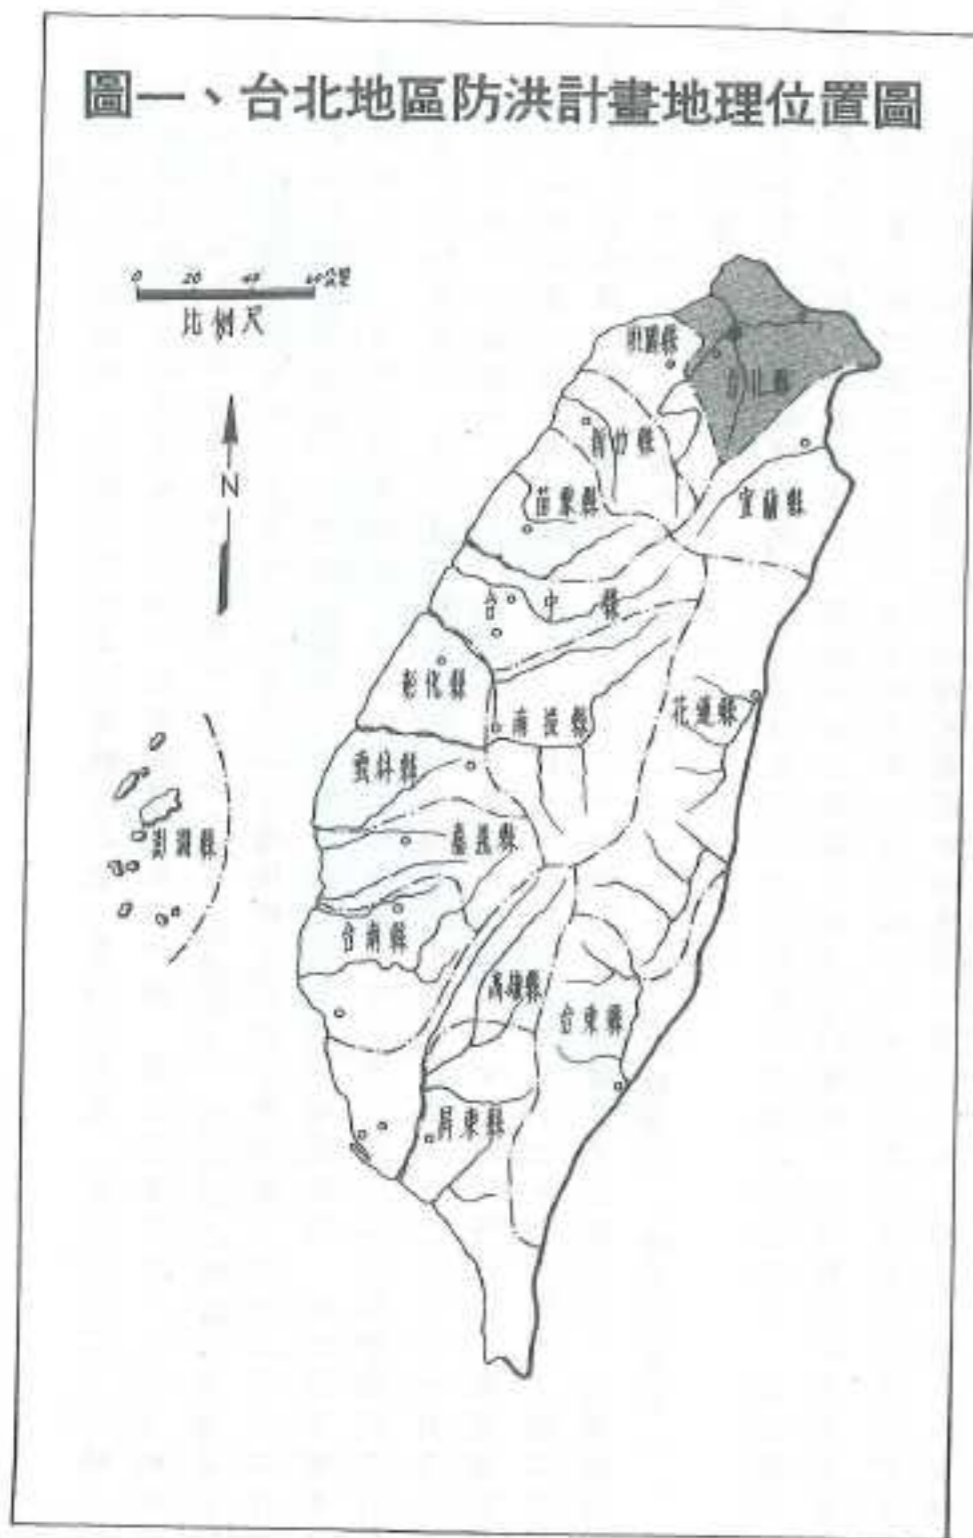 圖一、台北地區防洪計畫地理位置圖
0 20 40 60公里
比例尺
N
桃園縣
台北縣
新竹縣
苗栗縣
宜蘭縣
台中縣
彰化縣
南投縣
花蓮縣
雲林縣
澎湖縣
嘉義縣
台南縣
高雄縣
台東縣
屏東縣